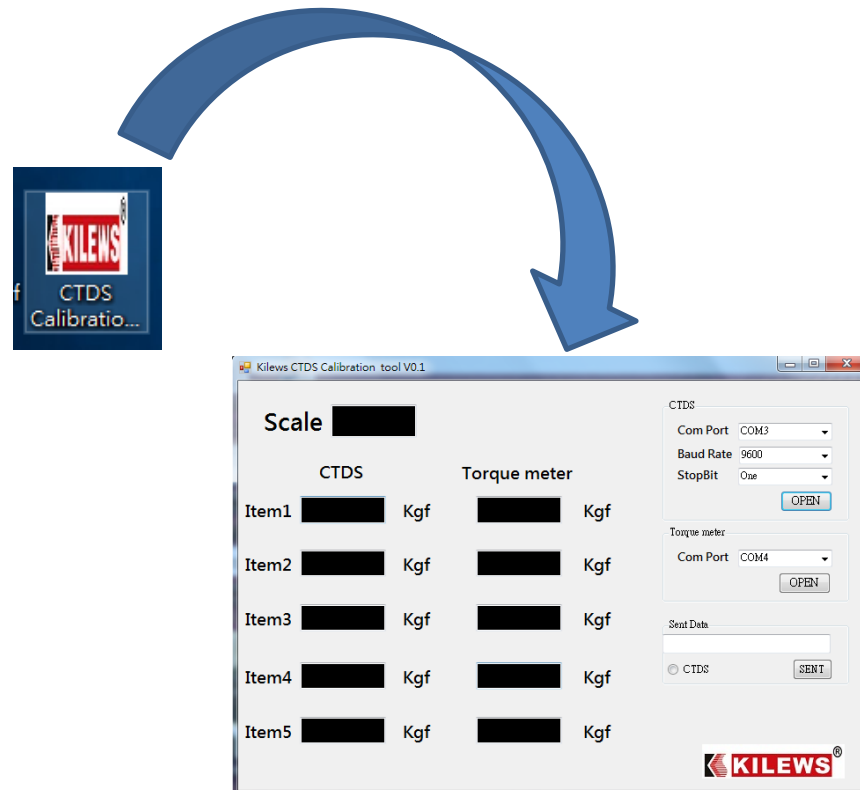 KILEWS®
f
CTDS
Calibratio...
Kilews CTDS Calibration tool V0.1
Scale
CTDS Torque meter
Item1 Kgf Kgf
Item2 Kgf Kgf
Item3 Kgf Kgf
Item4 Kgf Kgf
Item5 Kgf Kgf
CTDS
Com Port COM3
Baud Rate 9600
StopBit One
OPEN
Torque meter
Com Port COM4
OPEN
Sent Data
CTDS SENT
KILEWS®